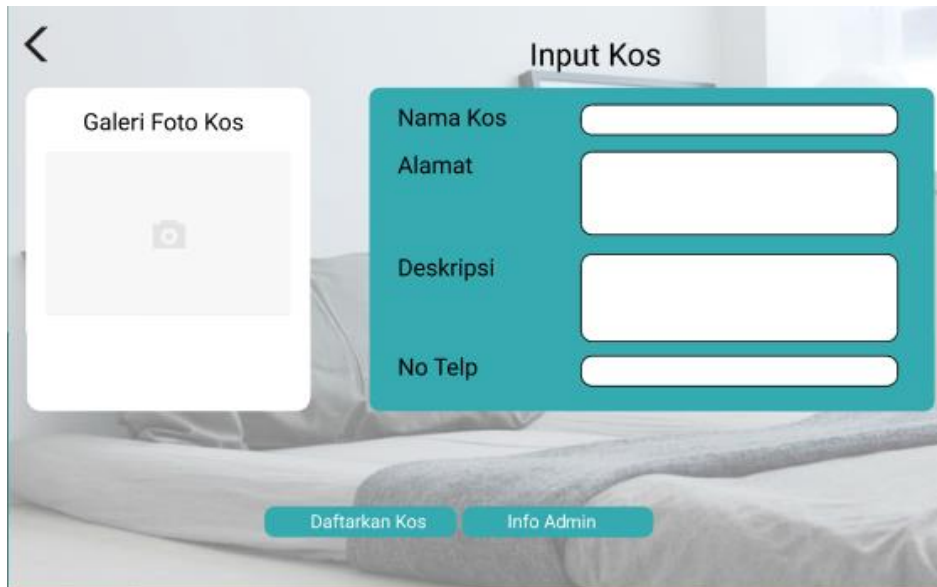 Input Kos
Galeri Foto Kos
Nama Kos
Alamat
Deskripsi
No Telp
Daftarkan Kos
Info Admin